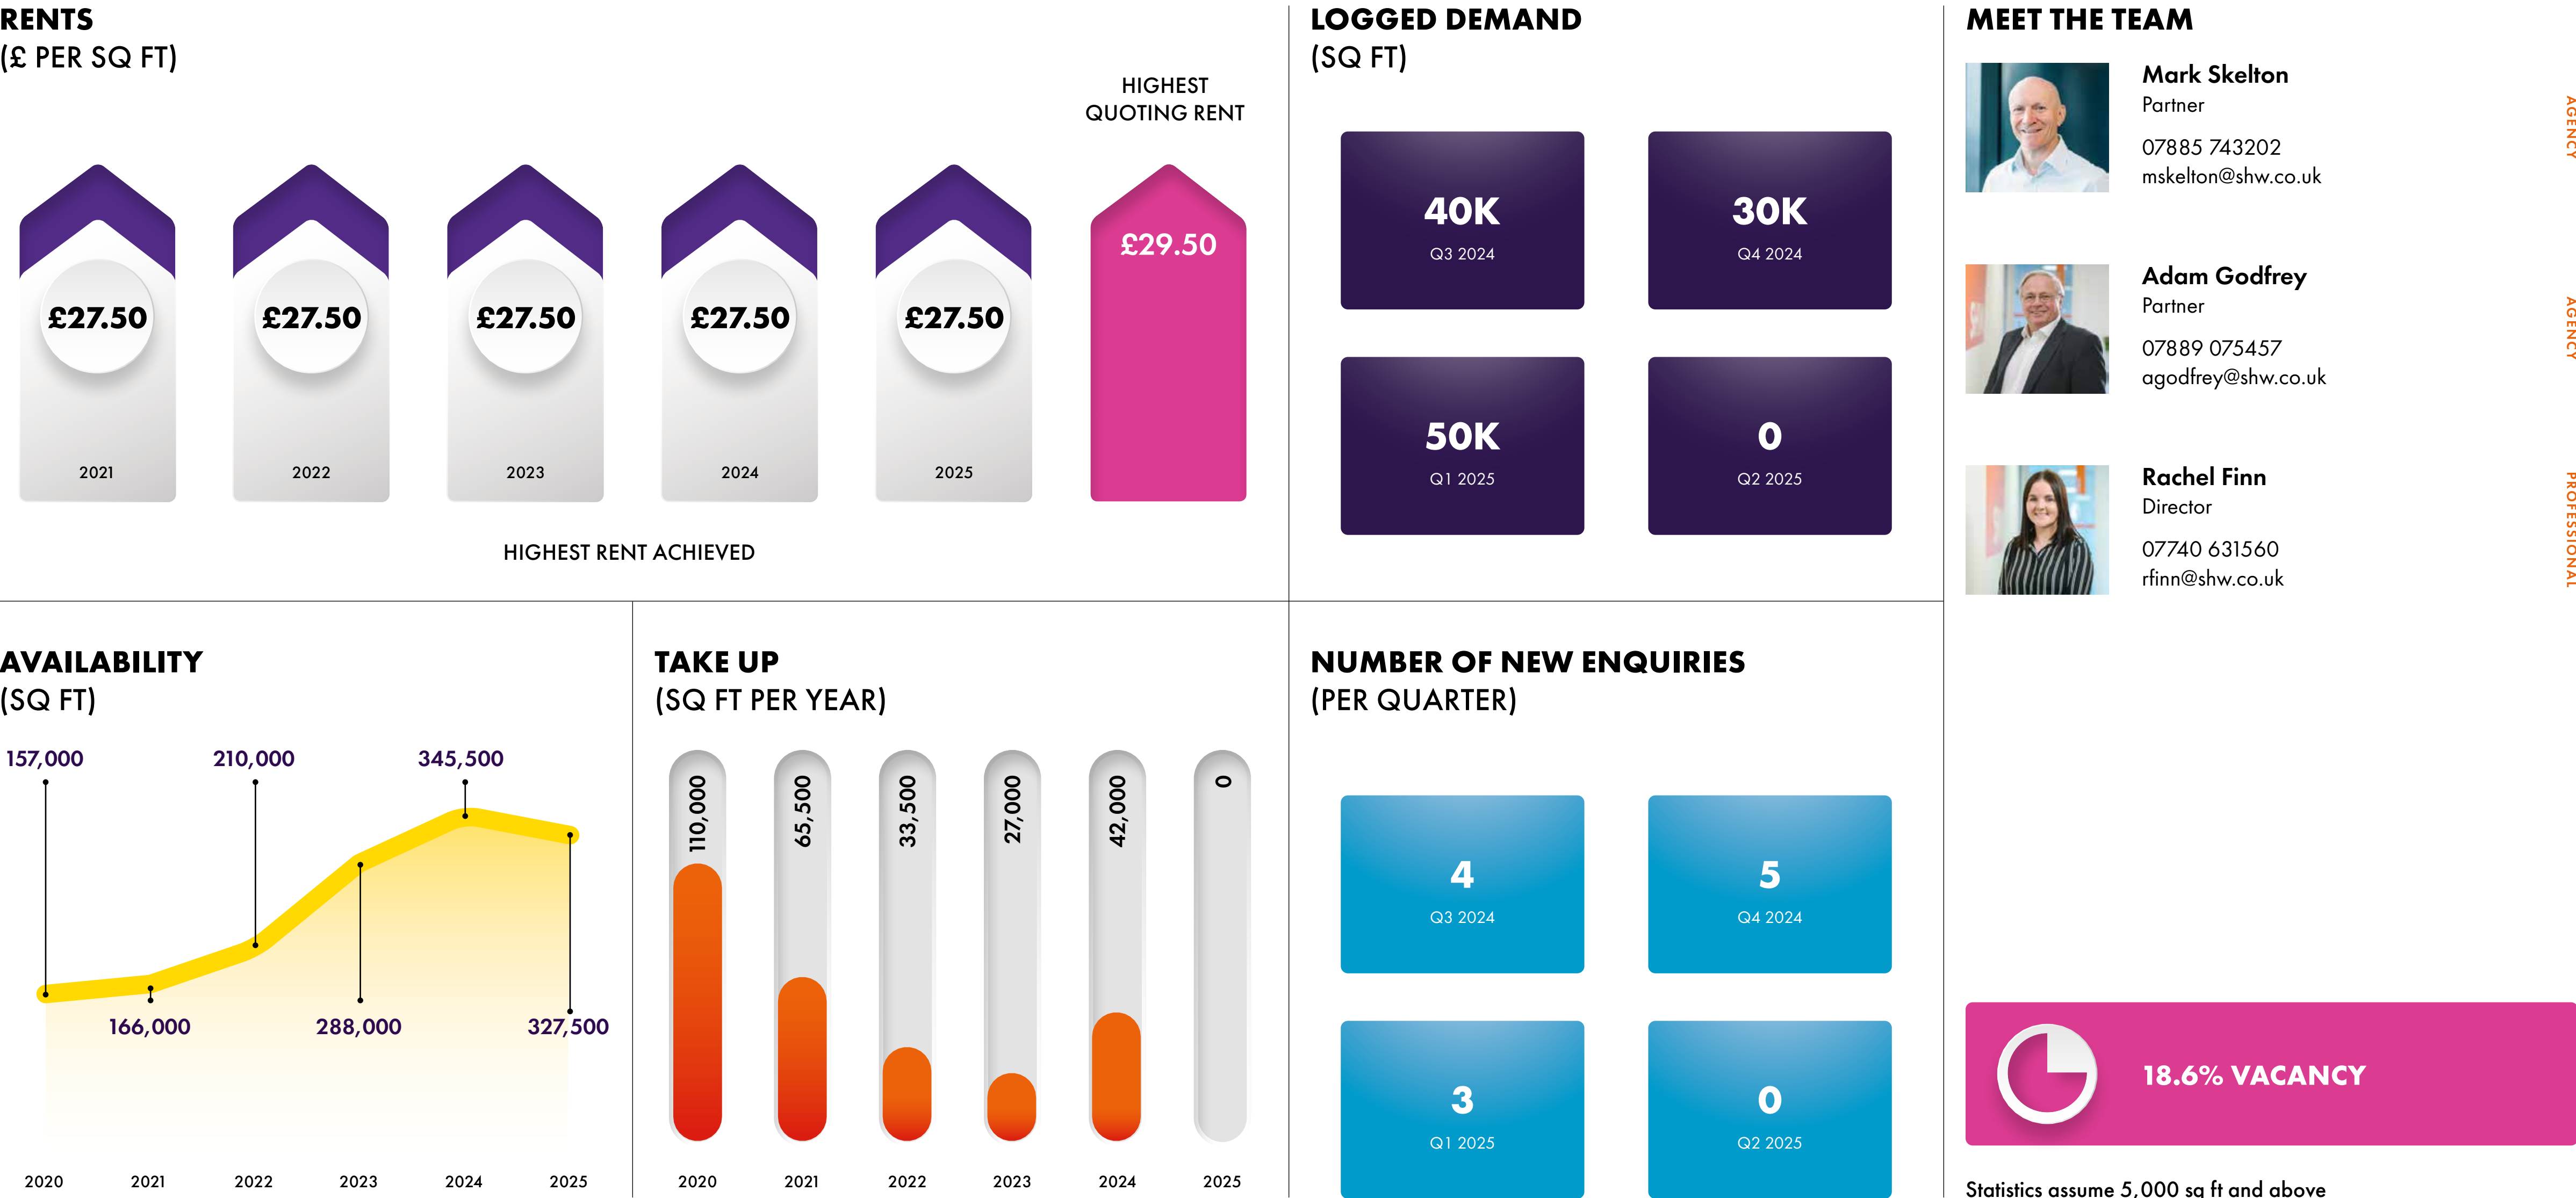 RENTS
(£ PER SQ FT)
HIGHEST
QUOTING RENT
£27.50
2021
£27.50
2022
£27.50
2023
£27.50
2024
£27.50
2025
£29.50
HIGHEST RENT ACHIEVED
LOGGED DEMAND
(SQ FT)
40K
Q3 2024
30K
Q4 2024
50K
Q1 2025
0
Q2 2025
MEET THE TEAM
Mark Skelton
Partner
07885 743202
mskelton@shw.co.uk
AGENCY
Adam Godfrey
Partner
07889 075457
agodfrey@shw.co.uk
AGENCY
Rachel Finn
Director
07740 631560
rfinn@shw.co.uk
PROFESSIONAL
AVAILABILITY
(SQ FT)
157,000
210,000
345,500
166,000
288,000
327,500
2020
2021
2022
2023
2024
2025
TAKE UP
(SQ FT PER YEAR)
110,000
65,500
33,500
27,000
42,000
0
2020
2021
2022
2023
2024
2025
NUMBER OF NEW ENQUIRIES
(PER QUARTER)
4
Q3 2024
5
Q4 2024
3
Q1 2025
0
Q2 2025
18.6% VACANCY
Statistics assume 5,000 sq ft and above